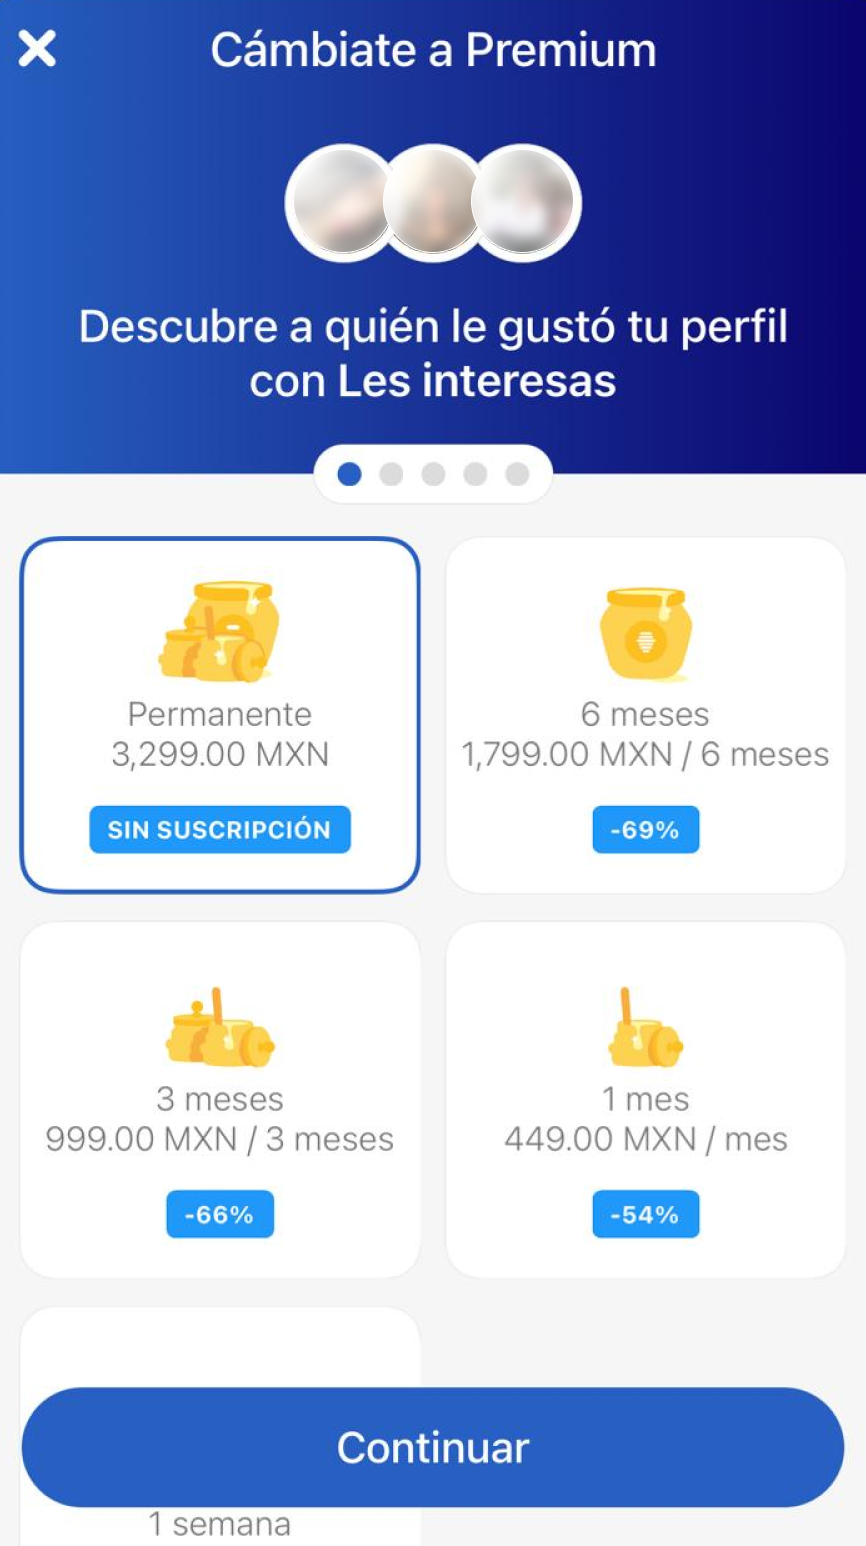 Cámbiate a Premium
Descubre a quién le gustó tu perfil
con Les interesas
Permanente
3,299.00 MXN
SIN SUSCRIPCIÓN
6 meses
1,799.00 MXN / 6 meses
-69%
3 meses
999.00 MXN / 3 meses
-66%
1 mes
449.00 MXN / mes
-54%
Continuar
1 semana